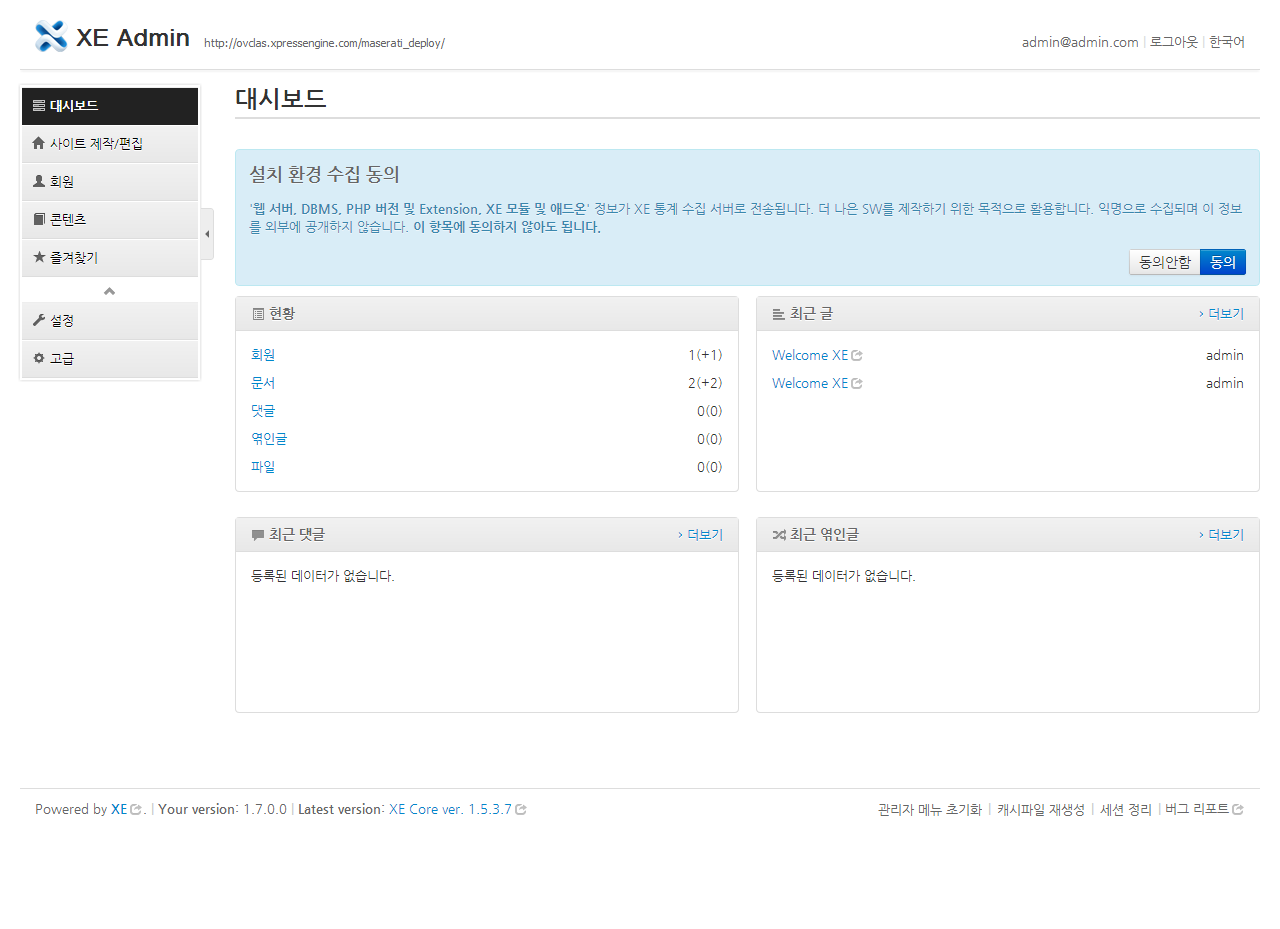 XE Admin http://ovclas.xpressengine.com/maserati_deploy/
admin@admin.com | 로그아웃 | 한국어
대시보드
사이트 제작/편집
회원
콘텐츠
즐겨찾기
설정
고급
대시보드
설치 환경 수집 동의
'웹 서버, DBMS, PHP 버전 및 Extension, XE 모듈 및 애드온' 정보가 XE 통계 수집 서버로 전송됩니다. 더 나은 SW를 제작하기 위한 목적으로 활용합니다. 익명으로 수집되며 이 정보
를 외부에 공개하지 않습니다. 이 항목에 동의하지 않아도 됩니다.
동의안함 동의
현황
회원 1(+1)
문서 2(+2)
댓글 0(0)
엮인글 0(0)
파일 0(0)
최근 글 › 더보기
Welcome XE admin
Welcome XE admin
최근 댓글 › 더보기
등록된 데이터가 없습니다.
최근 엮인글 › 더보기
등록된 데이터가 없습니다.
Powered by XE. | Your version: 1.7.0.0 | Latest version: XE Core ver. 1.5.3.7
관리자 메뉴 초기화 | 캐시파일 재생성 | 세션 정리 | 버그 리포트